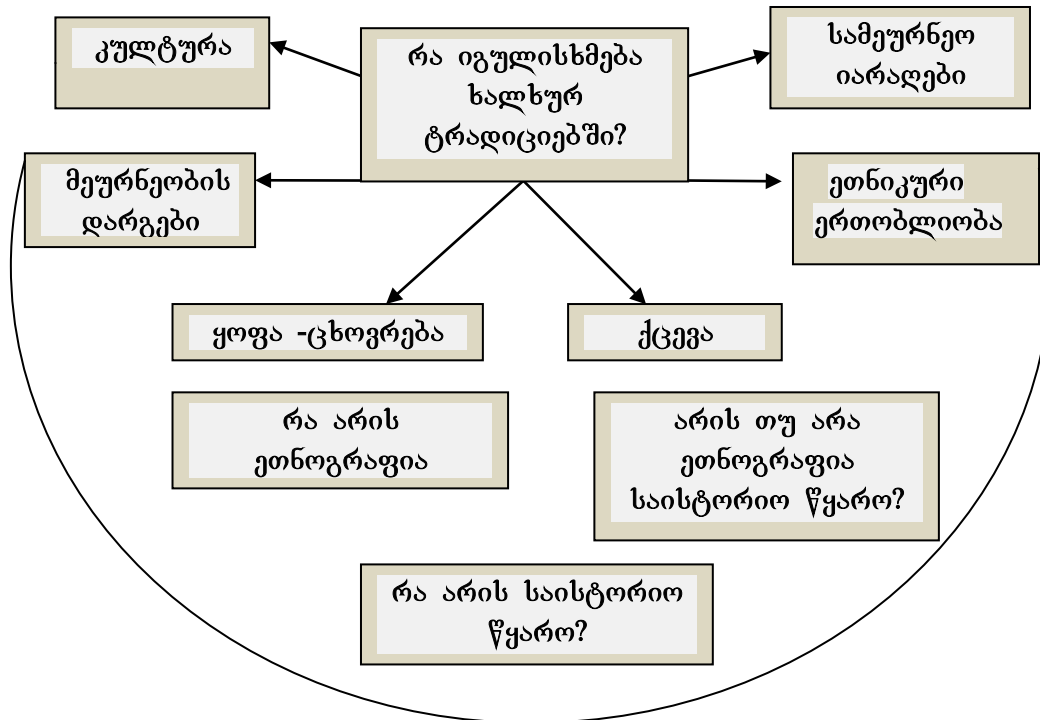 კულტურა
რა იგულისხმება
ხალხურ
ტრადიციებში?
სამეურნეო
იარაღები
მეურნეობის
დარგები
ეთნიკური
ერთობლიობა
ყოფა -ცხოვრება
ქცევა
რა არის
ეთნოგრაფია
არის თუ არა
ეთნოგრაფია
საისტორიო წყარო?
რა არის საისტორიო
წყარო?